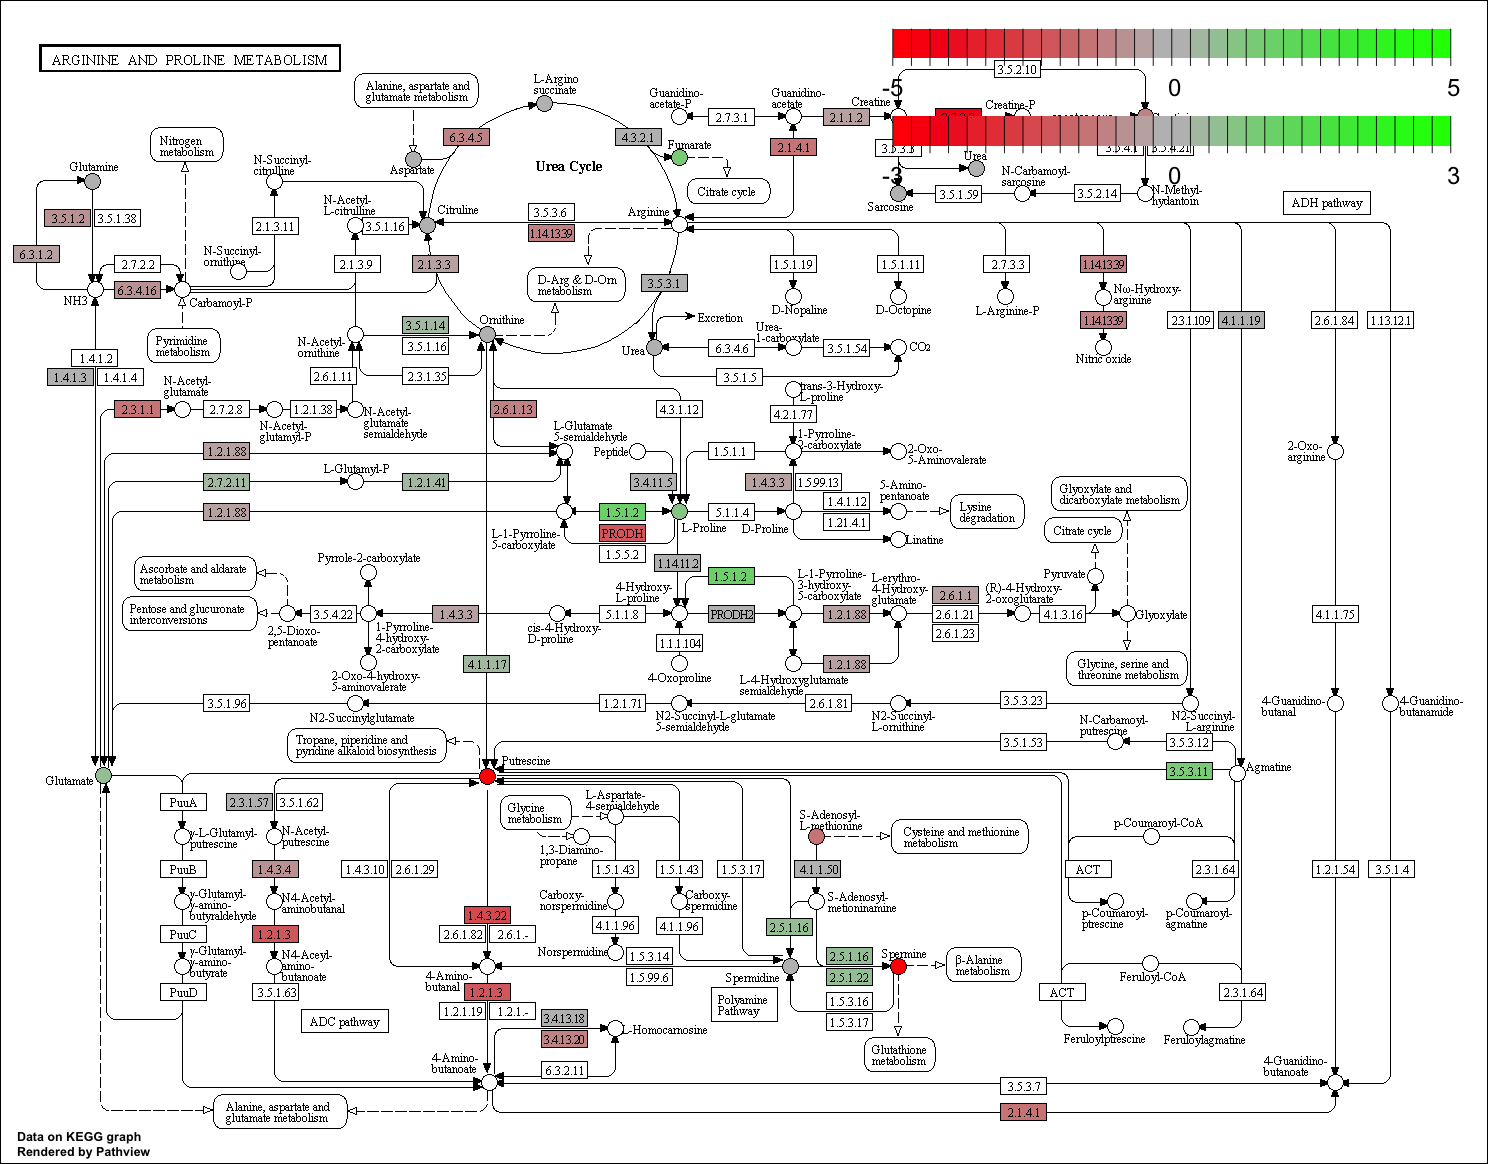 ARGININE AND PROLINE METABOLISM
-5
0
5
-3
0
3
3.5.2.10
Alanine, aspartate and
glutamate metabolism
L-Argino
succinate
Guanidino-
acetate-P
Guanidino-
acetate
Creatine
Creatine-P
2.7.3.1
2.1.1.2
6.3.4.5
4.3.2.1
Fumarate
2.1.4.1
Nitrogen
metabolism
Aspartate
Urea Cycle
Citrate cycle
Urea
Glutamine
N-Succinyl-
citrulline
N-Carbamoyl-
sarcosine
Sarcosine
3.5.1.59
3.5.2.14
N-Methyl-
hydantoin
ADH pathway
N-Acetyl-
L-citrulline
Citruline
Arginine
3.5.1.2
3.5.1.38
2.1.3.11
3.5.1.16
3.5.3.6
1.14.13.39
6.3.1.2
N-Succinyl-
ornithine
2.7.2.2
2.1.3.9
2.1.3.3
1.5.1.19
1.5.1.11
2.7.3.3
1.14.13.39
6.3.4.16
NH3
Carbamoyl-P
D-Arg & D-Orn
metabolism
3.5.3.1
D-Nopaline
D-Octopine
L-Arginine-P
Nω-Hydroxy-
arginine
Pyrimidine
metabolism
3.5.1.14
3.5.1.16
Ornithine
Excretion
1.14.13.39
2.3.1.109
4.1.1.19
2.6.1.84
1.13.12.1
N-Acetyl-
ornithine
Urea
6.3.4.6
Urea-
1-carboxylate
3.5.1.54
CO2
Nitric oxide
1.4.1.2
1.4.1.3
1.4.1.4
2.6.1.11
2.3.1.35
3.5.1.5
N-Acetyl-
glutamate
trans-3-Hydroxy-
L-proline
2.3.1.1
2.7.2.8
1.2.1.38
N-Acetyl-
glutamyl-P
N-Acetyl-
glutamate
semialdehyde
2.6.1.13
4.3.1.12
4.2.1.77
1.2.1.88
L-Glutamate
5-semialdehyde
Peptide
1.5.1.1
1-Pyrroline-
2-carboxylate
2-Oxo-
5-Aminovalerate
2-Oxo-
arginine
L-Glutamyl-P
2.7.2.11
1.2.1.41
3.4.11.5
1.4.3.3
1.5.99.13
5-Amino-
pentanoate
Glyoxylate and
dicarboxylate metabolism
1.2.1.88
1.5.1.2
PRODH
1.5.5.2
L-1-Pyrroline-
5-carboxylate
L-Proline
5.1.1.4
D-Proline
1.4.1.12
1.21.4.1
Lysine
degradation
Linatine
Citrate cycle
Pyrrole-2-carboxylate
1.14.11.2
Ascorbate and aldarate
metabolism
1.5.1.2
L-1-Pyrroline-
3-hydroxy-
5-carboxylate
L-erythro-
4-Hydroxy-
glutamate
2.6.1.1
2.6.1.21
2.6.1.23
(R)-4-Hydroxy-
2-oxoglutarate
Pyruvate
Pentose and glucuronate
interconversions
3.5.4.22
2,5-Dioxo-
pentanoate
1-Pyrroline-
4-hydroxy-
2-carboxylate
1.4.3.3
cis-4-Hydroxy-
D-proline
5.1.1.8
4-Hydroxy-
L-proline
PRODH2
1.2.1.88
4.1.3.16
Glyoxylate
4.1.1.75
1.1.1.104
4.1.1.17
4-Oxoproline
1.2.1.88
L-4-Hydroxyglutamate
semialdehyde
Glycine, serine and
threonine metabolism
2-Oxo-4-hydroxy-
5-aminovalerate
3.5.1.96
N2-Succinylglutamate
1.2.1.71
N2-Succinyl-L-glutamate
5-semialdehyde
2.6.1.81
N2-Succinyl-
L-ornithine
3.5.3.23
N2-Succinyl-
L-arginine
4-Guanidino-
butanal
4-Guanidino-
butanamide
Tropane, piperidine and
pyridine alkaloid biosynthesis
N-Carbamoyl-
putrescine
3.5.1.53
3.5.3.12
Glutamate
Putrescine
3.5.3.11
Agmatine
PuuA
2.3.1.57
3.5.1.62
Glycine
metabolism
L-Aspartate-
4-semialdehyde
S-Adenosyl-
L-methionine
Cysteine and methionine
metabolism
p-Coumaroyl-CoA
γ-L-Glutamyl-
putrescine
N-Acetyl-
putrescine
1,3-Diamino-
propane
PuuB
1.4.3.4
1.4.3.10
2.6.1.29
1.5.1.43
1.5.1.43
1.5.3.17
4.1.1.50
ACT
2.3.1.64
1.2.1.54
3.5.1.4
γ-Glutamyl-
γ-amino-
butyraldehyde
N4-Acetyl-
aminobutanal
Carboxy-
norspermidine
Carboxy-
spermidine
S-Adenosyl-
metioninamine
p-Coumaroyl-
ptrescine
p-Coumaroyl-
agmatine
PuuC
1.2.1.3
1.4.3.22
2.6.1.82
2.6.1.-
4.1.1.96
4.1.1.96
2.5.1.16
γ-Glutamyl-
amino-
butyrate
N4-Aceyl-
amino-
butanoate
Norspermidine
1.5.3.14
1.5.99.6
Spermidine
2.5.1.16
2.5.1.22
Spermine
β-Alanine
metabolism
Feruloyl-CoA
PuuD
3.5.1.63
4-Amino-
butanal
1.2.1.3
1.2.1.19
1.2.1.-
Polyamine
Pathway
1.5.3.16
1.5.3.17
ACT
2.3.1.64
ADC pathway
3.4.13.18
3.4.13.20
L-Homocarnosine
Glutathione
metabolism
Feruloylptrescine
Feruloylagmatine
4-Amino-
butanoate
6.3.2.11
4-Guanidino-
butanoate
3.5.3.7
Alanine, aspartate and
glutamate metabolism
2.1.4.1
Data on KEGG graph
Rendered by Pathview